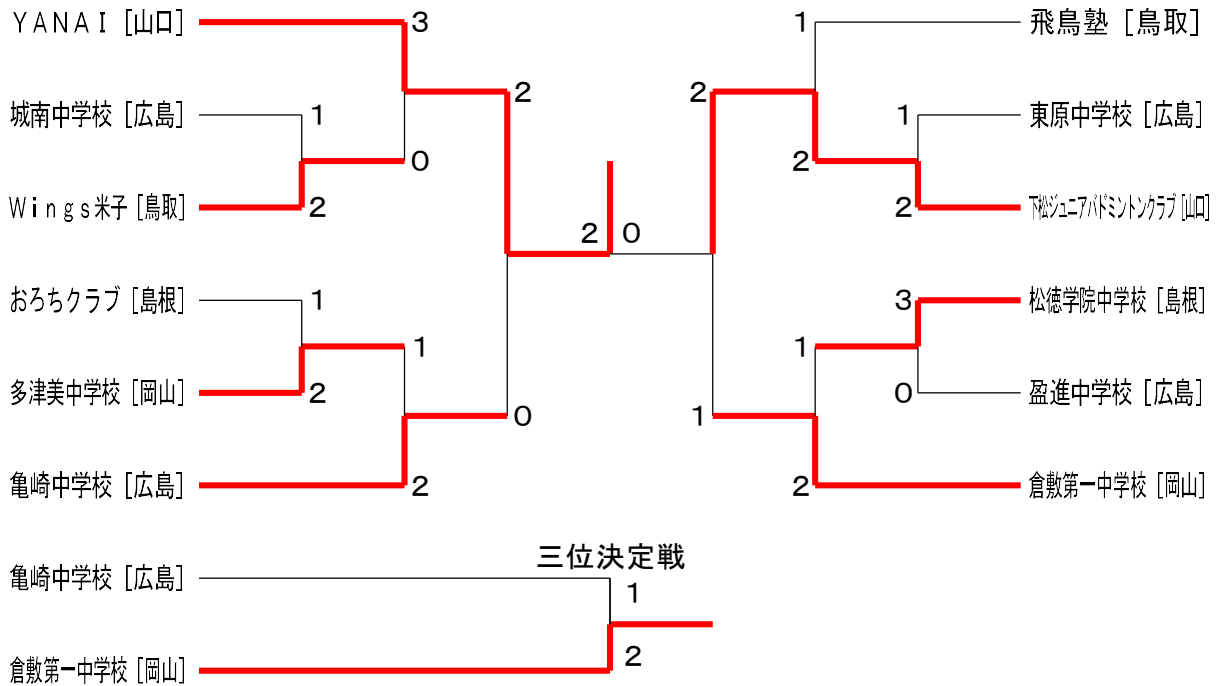 ＹＡＮＡＩ［山口］
3
1
飛鳥塾［鳥取］
2
2
城南中学校［広島］
1
1
東原中学校［広島］
0
2
Ｗｉｎｇｓ米子［鳥取］
2
2
下松ジュニアバドミントンクラブ［山口］
2
0
おろちクラブ［島根］
1
3
松徳学院中学校［島根］
1
1
多津美中学校［岡山］
2
0
盈進中学校［広島］
0
1
亀崎中学校［広島］
2
2
倉敷第一中学校［岡山］
三位決定戦
亀崎中学校［広島］
1
2
倉敷第一中学校［岡山］